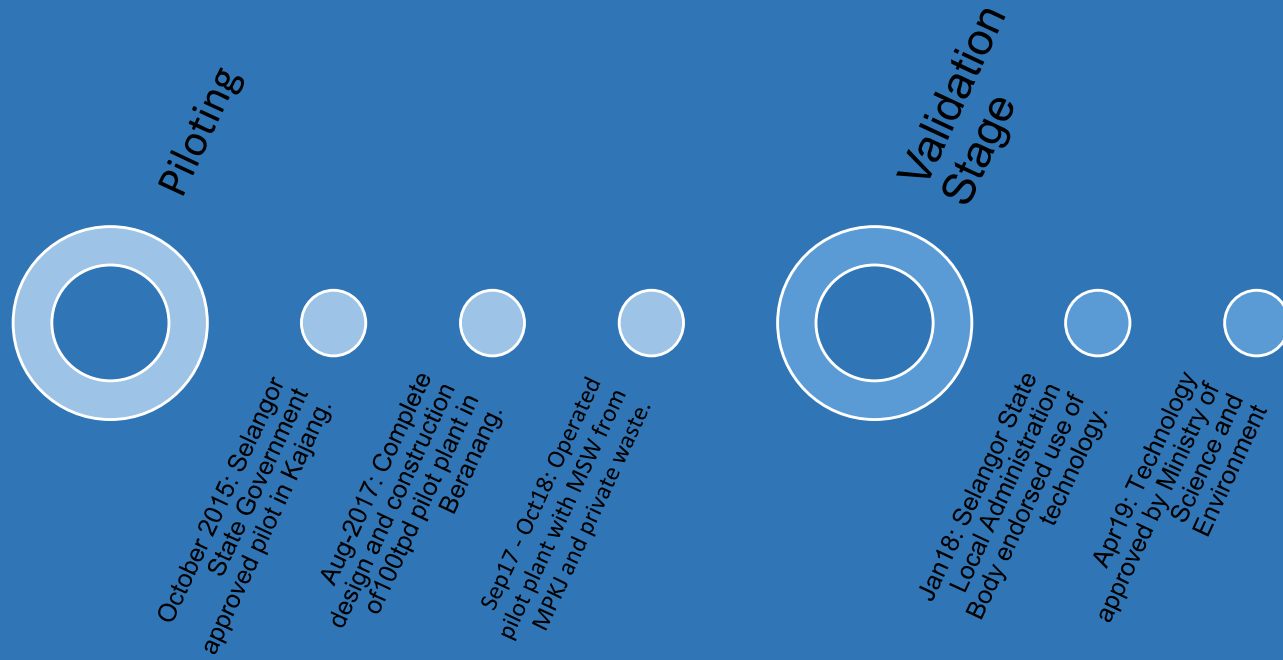 Piloting
October 2015: Selangor
State Government
approved pilot in Kajang.
Aug-2017: Complete
design and construction
of100tpd pilot plant in
Beranang.
Sep17 - Oct18: Operated
pilot plant with MSW from
MPKJ and private waste.
Validation
Stage
Jan18: Selangor State
Local Administration
Body endorsed use of
technology.
Apr19: Technology
approved by Ministry of
Science and
Environment